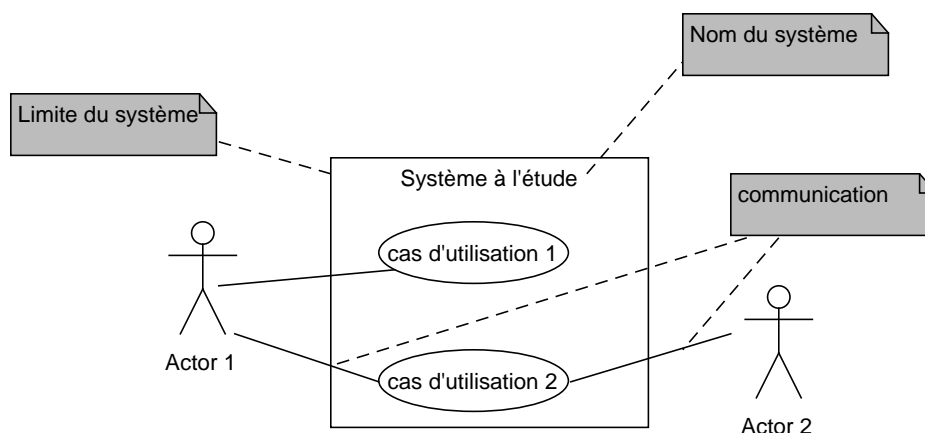 Nom du système
Limite du système
Système à l'étude
communication
cas d'utilisation 1
Actor 1
cas d'utilisation 2
Actor 2